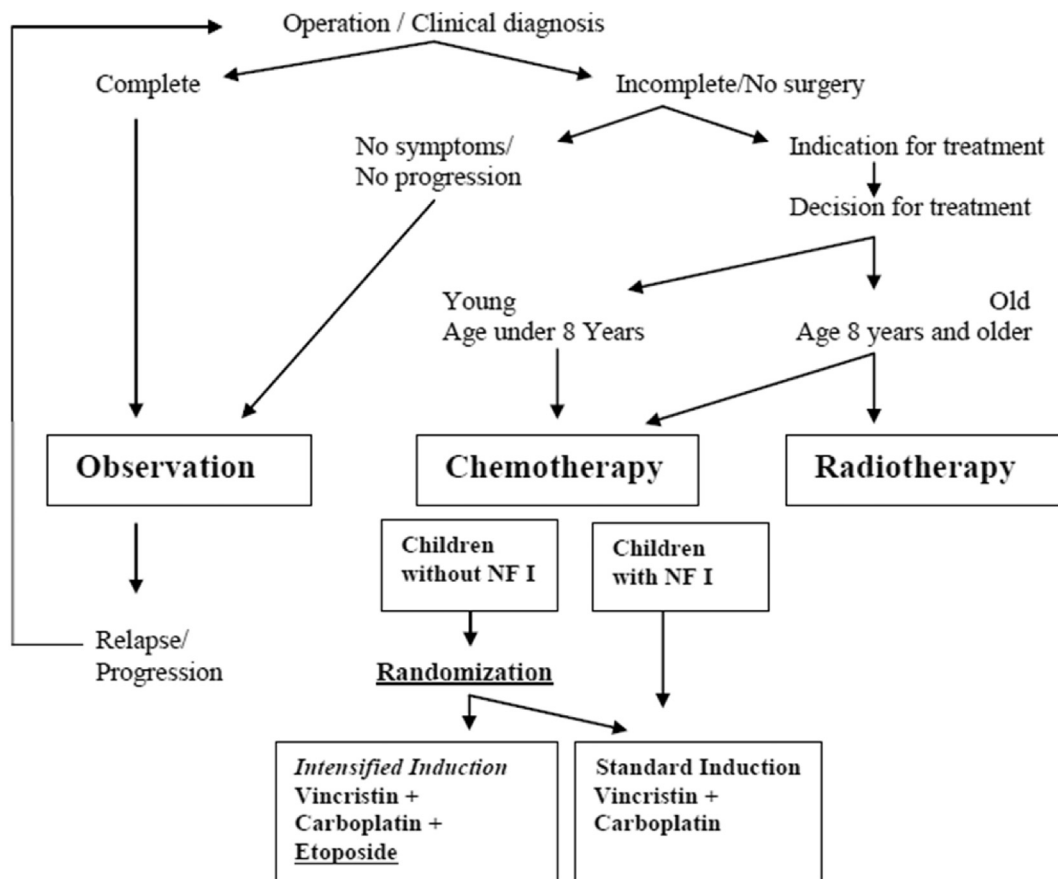 Operation / Clinical diagnosis
Complete
Incomplete/No surgery
No symptoms/
No progression
Indication for treatment
Decision for treatment
Young
Age under 8 Years
Old
Age 8 years and older
Observation
Chemotherapy
Radiotherapy
Children
without NF I
Children
with NF I
Relapse/
Progression
Randomization
Intensified Induction
Vincristin +
Carboplatin +
Etoposide
Standard Induction
Vincristin +
Carboplatin